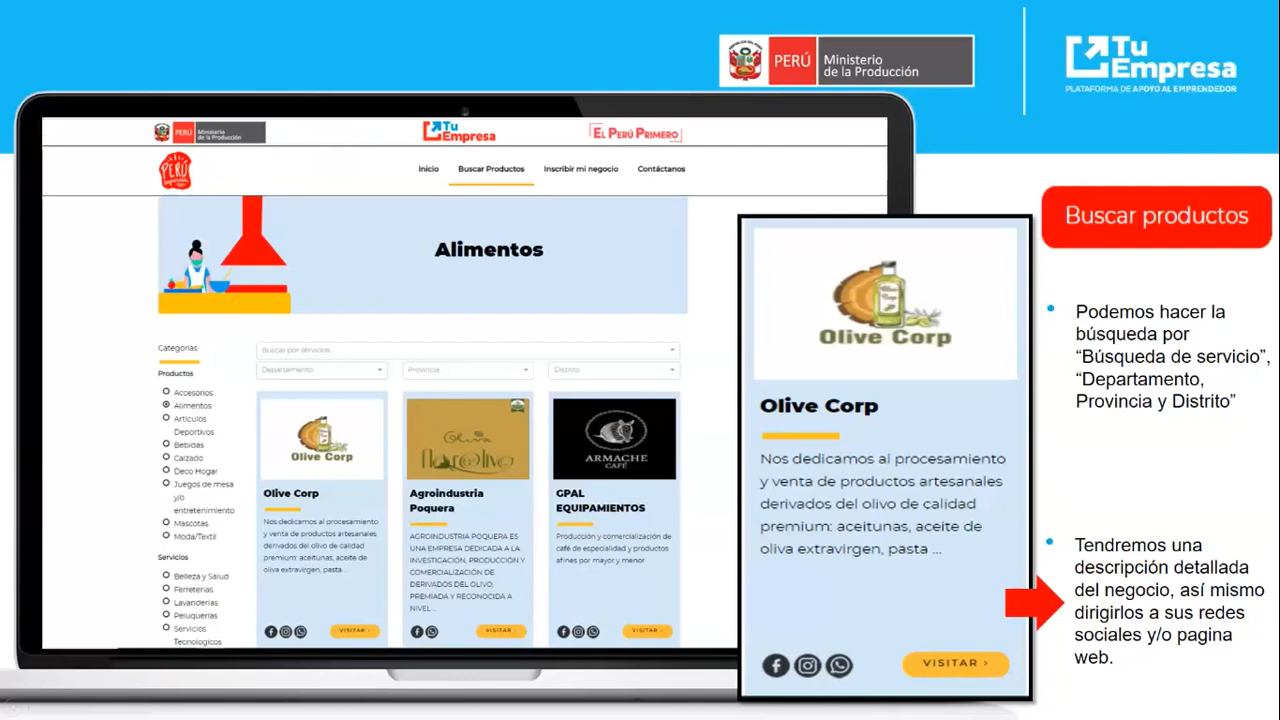 PERÚ
Ministerio
de la Producción
Tu
Empresa
PLATAFORMA DE APOYO AL EMPRENDEDOR
PERÚ
Ministerio
de la Producción
Tu
Empresa
EL PERÚ PRIMERO
PERÚ
Inicio
Buscar Productos
Inscribir mi negocio
Contáctanos
Alimentos
Categorias
Productos
Accesorios
Alimentos
Artículos
Deportivos
Bebidas
Calzado
Deco Hogar
Juegos de mesa
y/o
entretenimiento
Mascotas
Moda/Textil
Servicios
Belleza y Salud
Ferreterias
Lavanderías
Peluquerías
Servicios
Tecnologicos
Buscar por servicios..
Departamento
Provincia
Distrito
Olive Corp
Olive Corp
Nos dedicamos al procesamiento
y venta de productos artesanales
derivados del olivo de calidad
premium: aceitunas, aceite de
oliva extravirgen, pasta ...
VISITAR >
Oliva
Agroindustria
Poquera
AGROINDUSTRIA POQUERA ES
UNA EMPRESA DEDICADA A LA
INVESTIGACIÓN, PRODUCCIÓN Y
COMERCIALIZACIÓN DE
DERIVADOS DEL OLIVO,
PREMIADA Y RECONOCIDA A
NIVEL ...
VISITAR >
ARMACHE
CAFÉ
GPAL
EQUIPAMIENTOS
Producción y comercialización de
café de especialidad y productos
afines por mayor y menor
VISITAR >
Olive Corp
Olive Corp
Nos dedicamos al procesamiento
y venta de productos artesanales
derivados del olivo de calidad
premium: aceitunas, aceite de
oliva extravirgen, pasta ...
VISITAR >
Buscar productos
Podemos hacer la
búsqueda por
“Búsqueda de servicio”,
“Departamento,
Provincia y Distrito”
Tendremos una
descripción detallada
del negocio, así mismo
dirigirlos a sus redes
sociales y/o pagina
web.